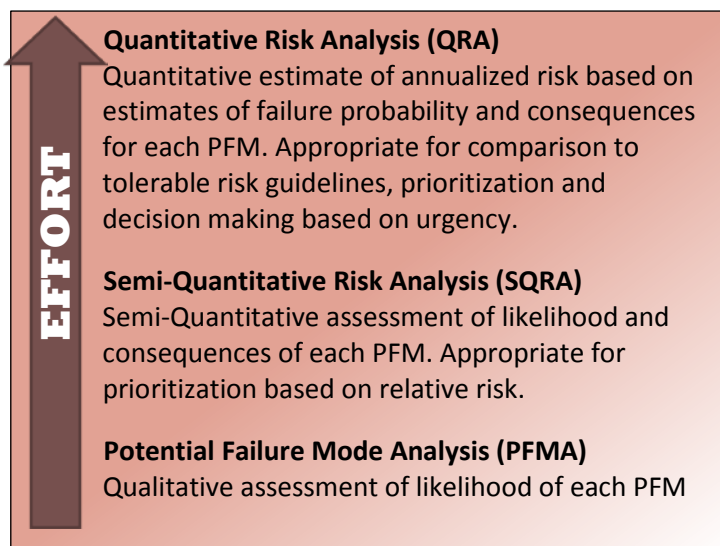 EFFORT
Quantitative Risk Analysis (QRA)
Quantitative estimate of annualized risk based on
estimates of failure probability and consequences
for each PFM. Appropriate for comparison to
tolerable risk guidelines, prioritization and
decision making based on urgency.
Semi-Quantitative Risk Analysis (SQRA)
Semi-Quantitative assessment of likelihood and
consequences of each PFM. Appropriate for
prioritization based on relative risk.
Potential Failure Mode Analysis (PFMA)
Qualitative assessment of likelihood of each PFM